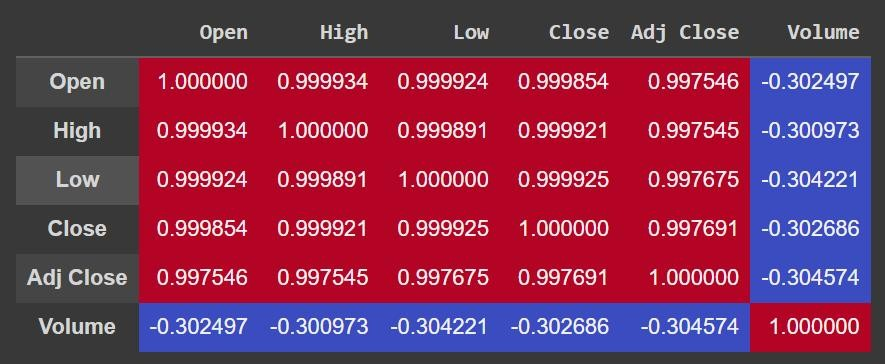 Open High Low Close Adj Close Volume
Open 1.000000 0.999934 0.999924 0.999854 0.997546 -0.302497
High 0.999934 1.000000 0.999891 0.999921 0.997545 -0.300973
Low 0.999924 0.999891 1.000000 0.999925 0.997675 -0.304221
Close 0.999854 0.999921 0.999925 1.000000 0.997691 -0.302686
Adj Close 0.997546 0.997545 0.997675 0.997691 1.000000 -0.304574
Volume -0.302497 -0.300973 -0.304221 -0.302686 -0.304574 1.000000